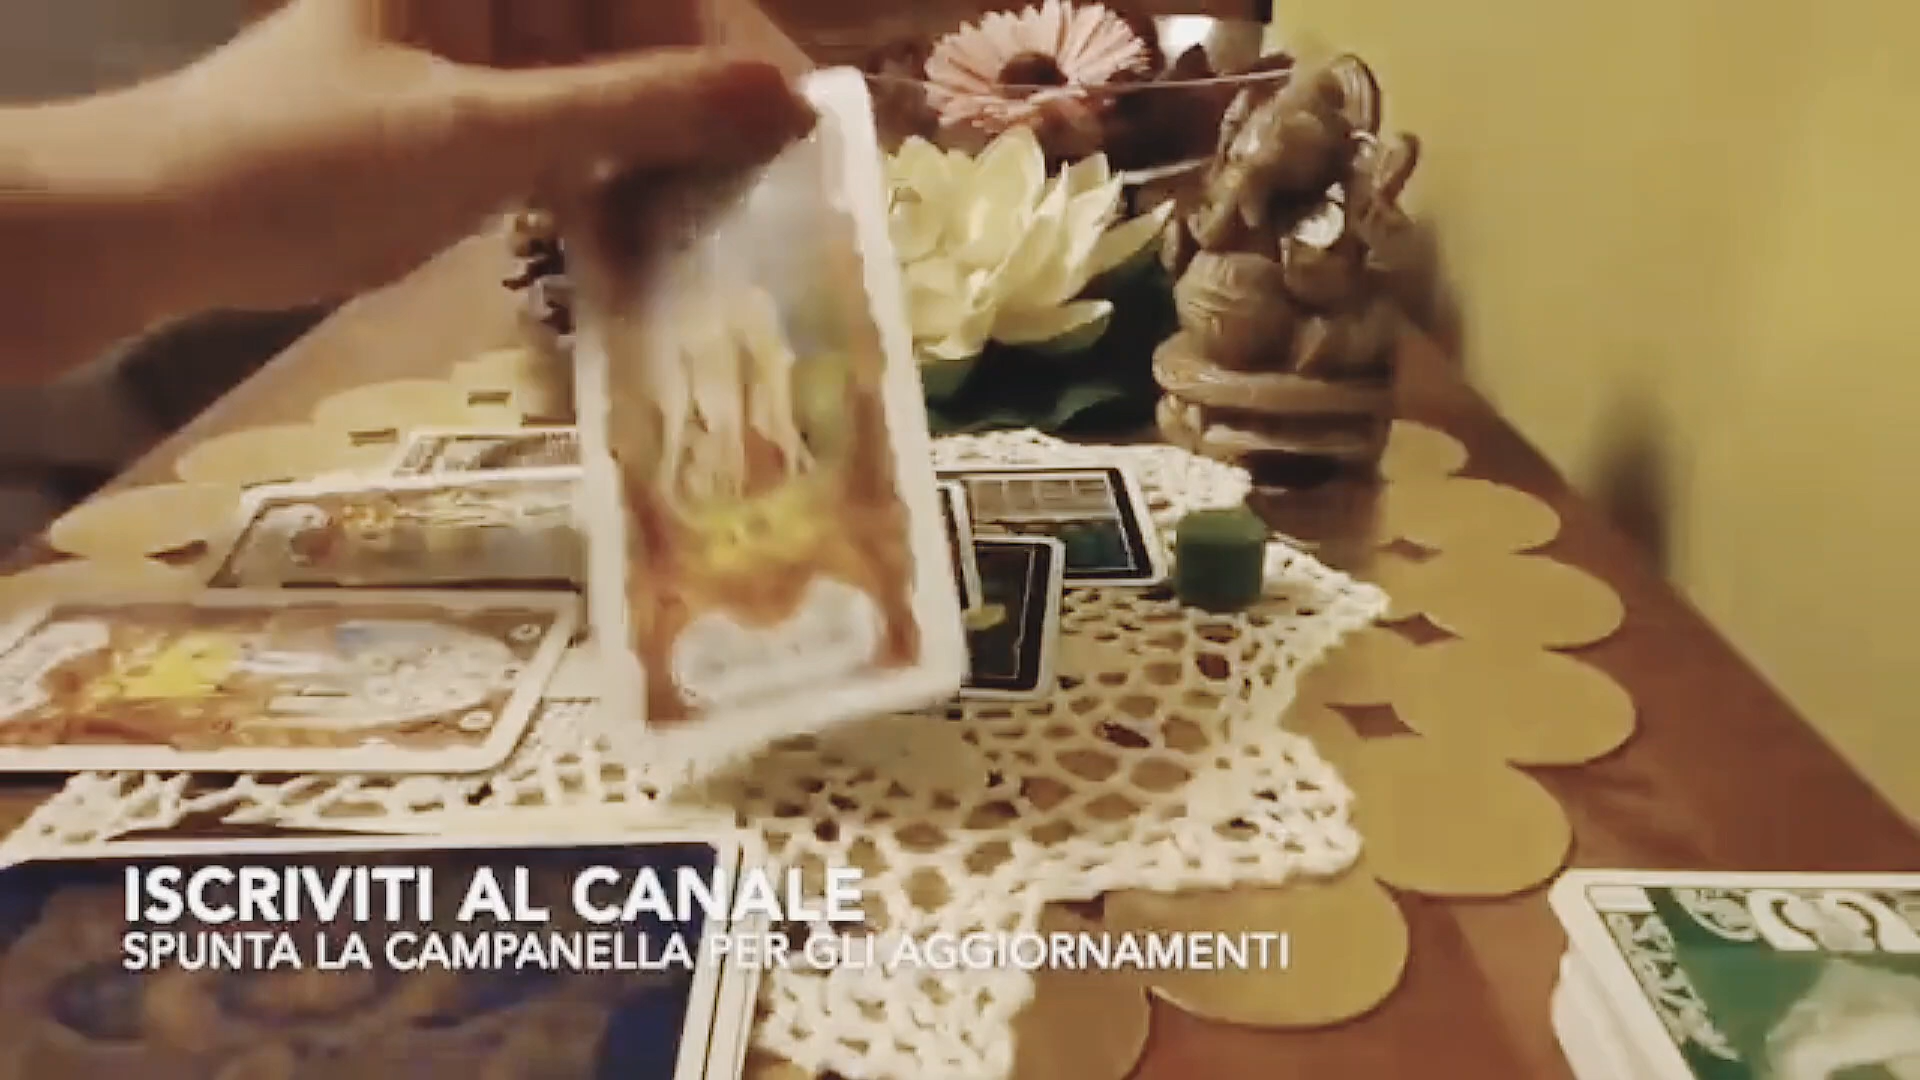 ISCRIVITI AL CANALE
SPUNTA LA CAMPANELLA PER GLI AGGIORNAMENTI